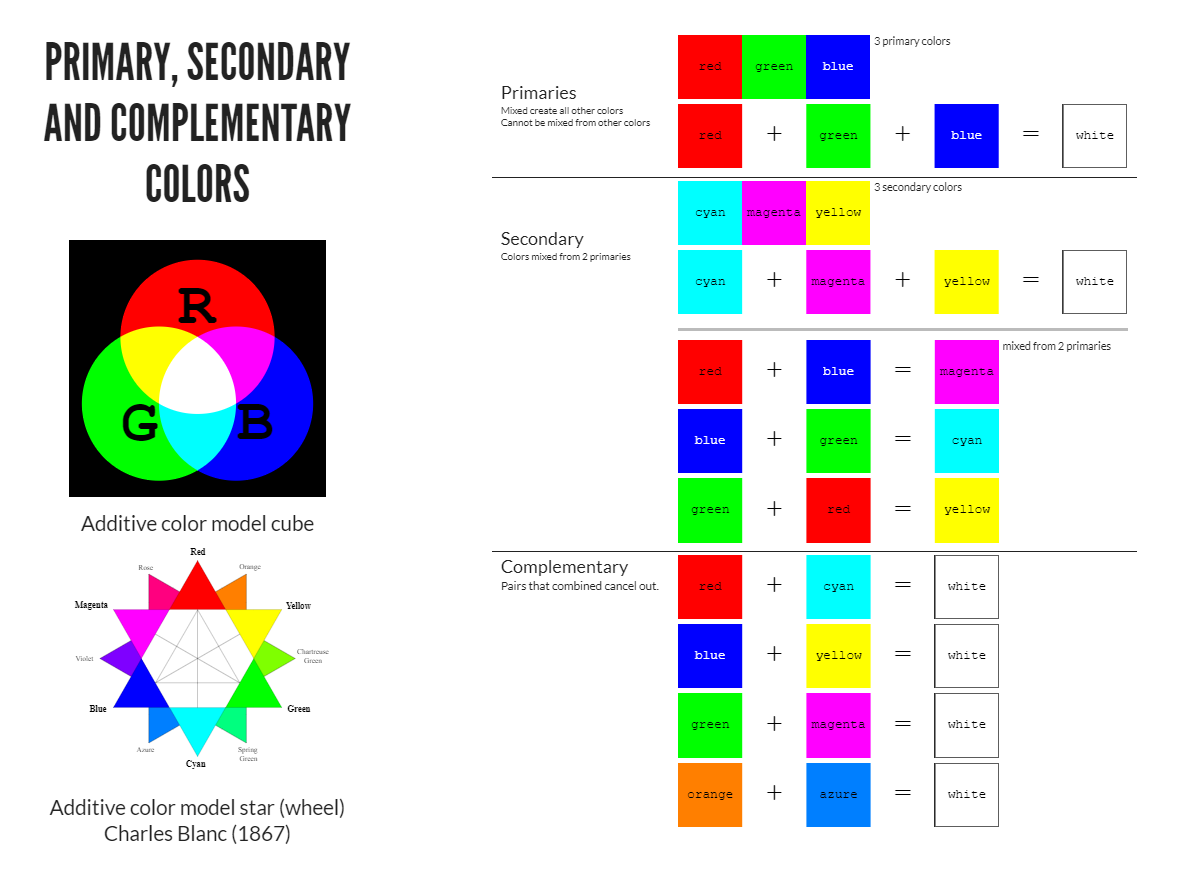 PRIMARY, SECONDARY
AND COMPLEMENTARY
COLORS
R
G B
Additive color model cube
Red
Rose Orange
Magenta Yellow
Violet Chartreuse
Green
Blue Green
Azure Spring
Green
Cyan
Additive color model star (wheel)
Charles Blanc (1867)
red green blue 3 primary colors
Primaries
Mixed create all other colors
Cannot be mixed from other colors
red + green + blue = white
cyan magenta yellow 3 secondary colors
Secondary
Colors mixed from 2 primaries
cyan + magenta + yellow = white
red + blue = magenta mixed from 2 primaries
blue + green = cyan
green + red = yellow
Complementary
Pairs that combined cancel out.
red + cyan = white
blue + yellow = white
green + magenta = white
orange + azure = white